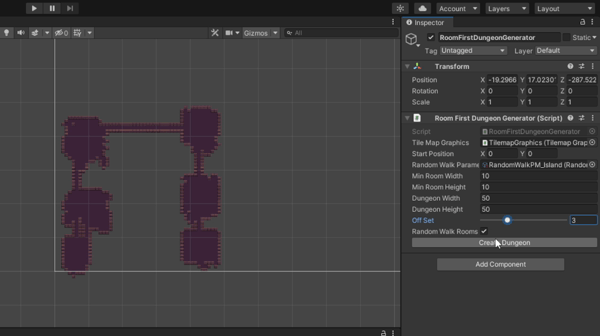 Account
Layers
Layout
Inspector
0
Gizmos
All
RoomFirstDungeonGenerator
Static
Tag Untagged Layer Default
Transform
Position X -19.2966 Y 17.0230 Z -287.522
Rotation X 0 Y 0 Z 0
Scale X 1 Y 1 Z 1
Room First Dungeon Generator (Script)
Script RoomFirstDungeonGenerator
Tile Map Graphics TilemapGraphics (Tilemap Grap
Start Position X 0 Y 0
Random Walk Parame RandomWalkPM_Island (Rando
Min Room Width 10
Min Room Height 10
Dungeon Width 50
Dungeon Height 50
Off Set 3
Random Walk Rooms
Create Dungeon
Add Component